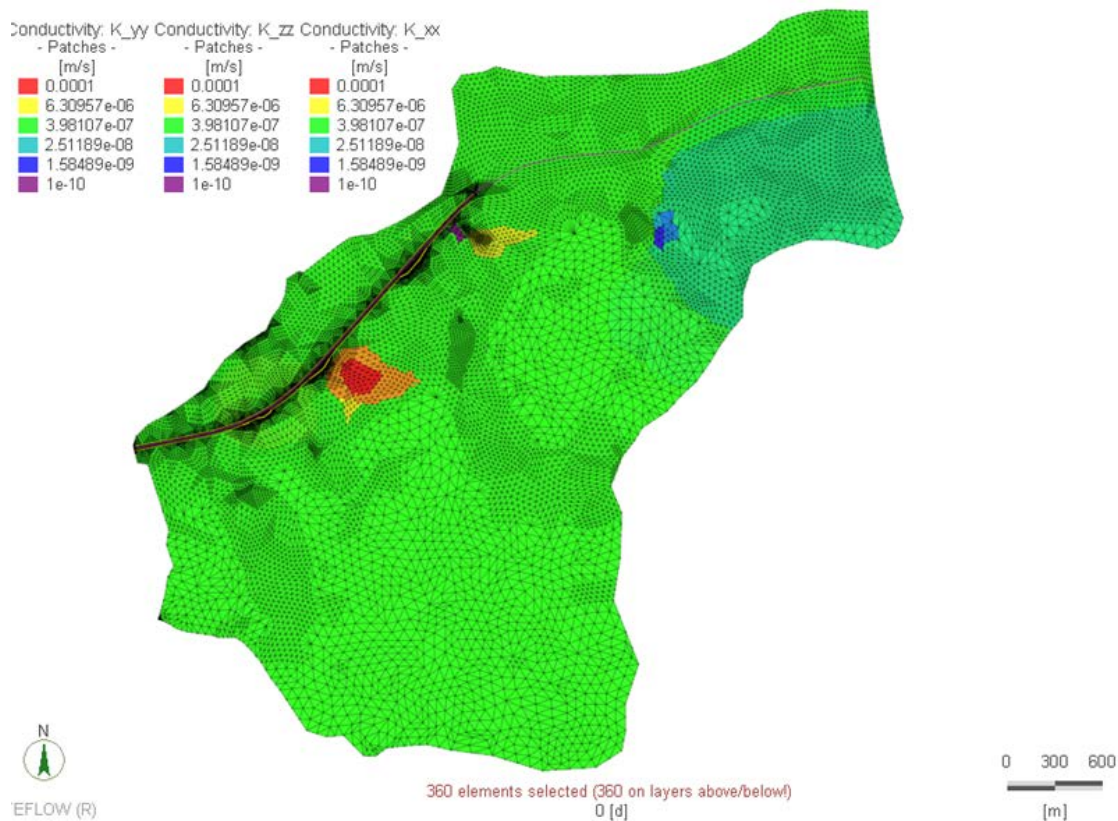 Conductivity: K_yy Conductivity: K_zz Conductivity: K_xx
- Patches - - Patches - - Patches -
[m/s] [m/s] [m/s]
0.0001 0.0001 0.0001
6.30957e-06 6.30957e-06 6.30957e-06
3.98107e-07 3.98107e-07 3.98107e-07
2.51189e-08 2.51189e-08 2.51189e-08
1.58489e-09 1.58489e-09 1.58489e-09
1e-10 1e-10 1e-10
N
0 300 600
[m]
360 elements selected (360 on layers above/below!)
0 [d]
EFLOW (R)